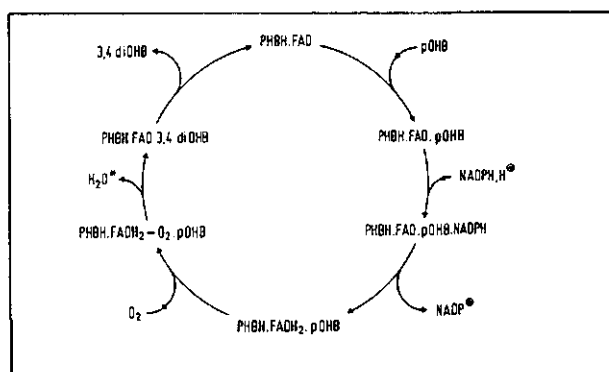 PHBH.FAD
3,4 diOHB
pOHB
PHBH.FAD 3,4 diOHB
PHBH.FAD.pOHB
H₂O*
NADPH,H⊕
PHBH.FADH₂-O₂.pOHB
PHBH.FAD.pOHB.NADPH
O₂
NADP⊕
PHBH.FADH₂.pOHB